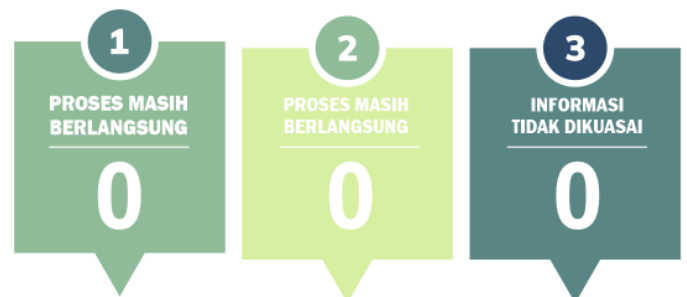 1
PROSES MASIH
BERLANGSUNG
0
2
PROSES MASIH
BERLANGSUNG
0
3
INFORMASI
TIDAK DIKUASAI
0